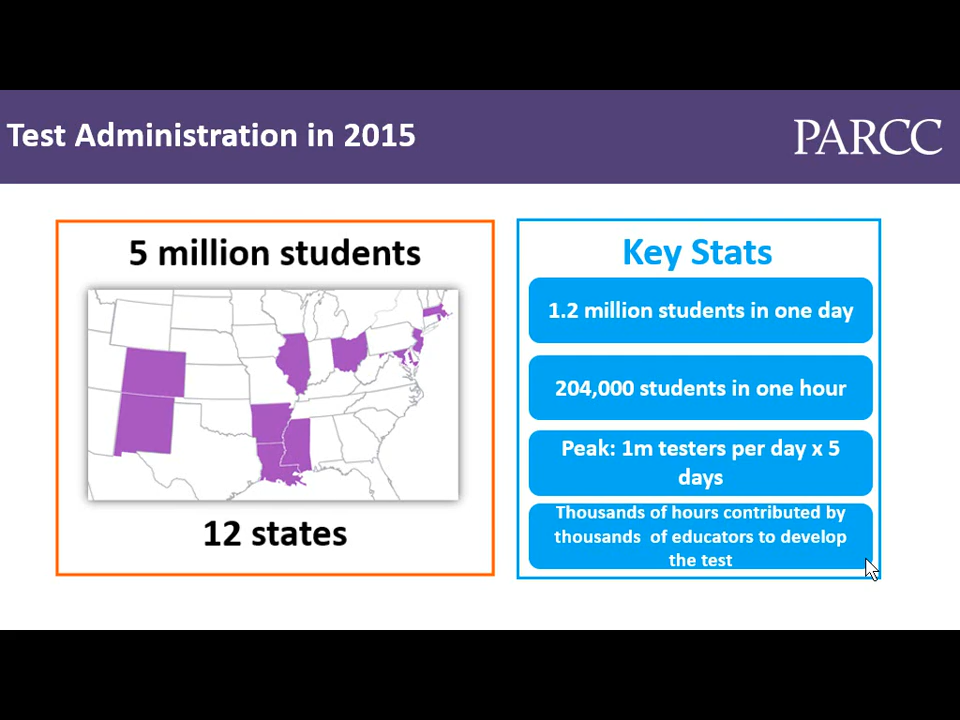 Test Administration in 2015
PARCC
5 million students
12 states
Key Stats
1.2 million students in one day
204,000 students in one hour
Peak: 1m testers per day x 5
days
Thousands of hours contributed by
thousands of educators to develop
the test